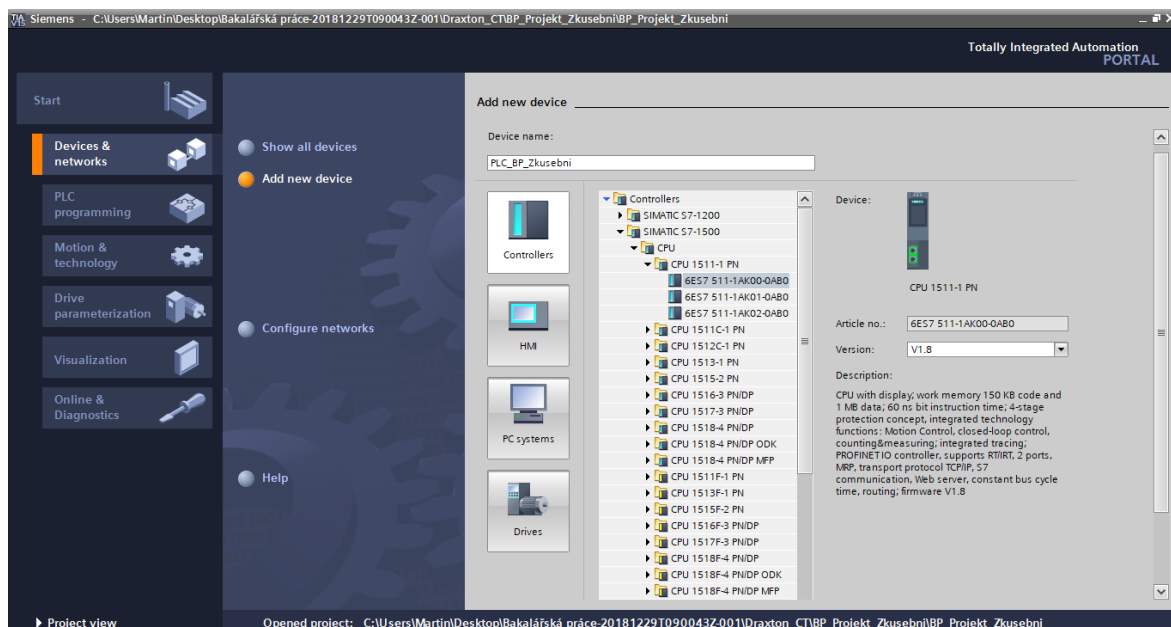 TIA V15 Siemens - C:\Users\Martin\Desktop\Bakalářská práce-20181229T090043Z-001\Draxton_CT\BP_Projekt_Zkusebni\BP_Projekt_Zkusebni
Totally Integrated Automation
PORTAL
Start
Devices &
networks
PLC
programming
Motion &
technology
Drive
parameterization
Visualization
Online &
Diagnostics
Show all devices
Add new device
Configure networks
Help
Add new device
Device name:
PLC_BP_Zkusebni
Controllers
HMI
PC systems
Drives
Controllers
SIMATIC S7-1200
SIMATIC S7-1500
CPU
CPU 1511-1 PN
6ES7 511-1AK00-0AB0
6ES7 511-1AK01-0AB0
6ES7 511-1AK02-0AB0
CPU 1511C-1 PN
CPU 1512C-1 PN
CPU 1513-1 PN
CPU 1515-2 PN
CPU 1516-3 PN/DP
CPU 1517-3 PN/DP
CPU 1518-4 PN/DP
CPU 1518-4 PN/DP ODK
CPU 1518-4 PN/DP MFP
CPU 1511F-1 PN
CPU 1513F-1 PN
CPU 1515F-2 PN
CPU 1516F-3 PN/DP
CPU 1517F-3 PN/DP
CPU 1518F-4 PN/DP
CPU 1518F-4 PN/DP ODK
CPU 1518F-4 PN/DP MFP
Device:
CPU 1511-1 PN
Article no.: 6ES7 511-1AK00-0AB0
Version: V1.8
Description:
CPU with display; work memory 150 KB code and
1 MB data; 60 ns bit instruction time; 4-stage
protection concept, integrated technology
functions: Motion Control, closed-loop control,
counting&measuring; integrated tracing;
PROFINET IO controller, supports RT/IRT, 2 ports,
MRP, transport protocol TCP/IP, S7
communication, Web server, constant bus cycle
time, routing; firmware V1.8
Project view
Opened project: C:\Users\Martin\Desktop\Bakalářská práce-20181229T090043Z-001\Draxton_CT\BP_Projekt_Zkusebni\BP_Projekt_Zkusebni